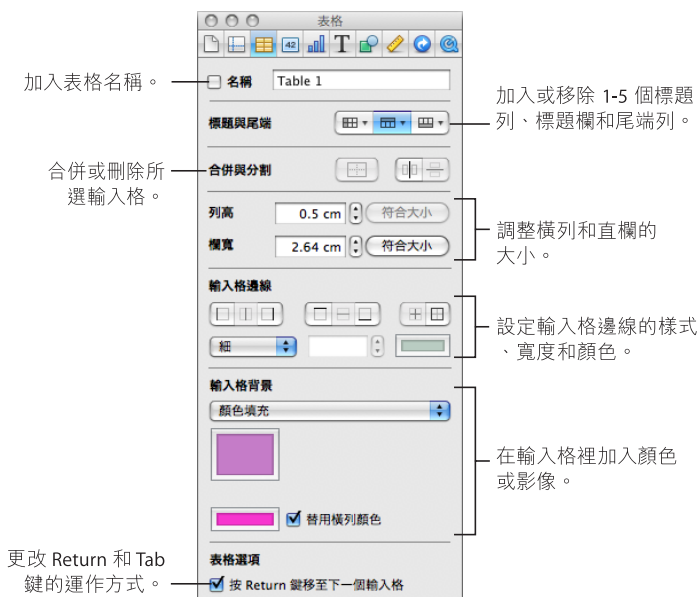 表格
42
T
加入表格名稱。
名稱
Table 1
標題與尾端
加入或移除 1-5 個標題
列、標題欄和尾端列。
合併或刪除所
選輸入格。
合併與分割
列高
0.5 cm
符合大小
欄寬
2.64 cm
符合大小
調整橫列和直欄的
大小。
輸入格邊線
細
設定輸入格邊線的樣式
、寬度和顏色。
輸入格背景
顏色填充
在輸入格裡加入顏色
或影像。
替用橫列顏色
更改 Return 和 Tab
鍵的運作方式。
表格選項
按 Return 鍵移至下一個輸入格